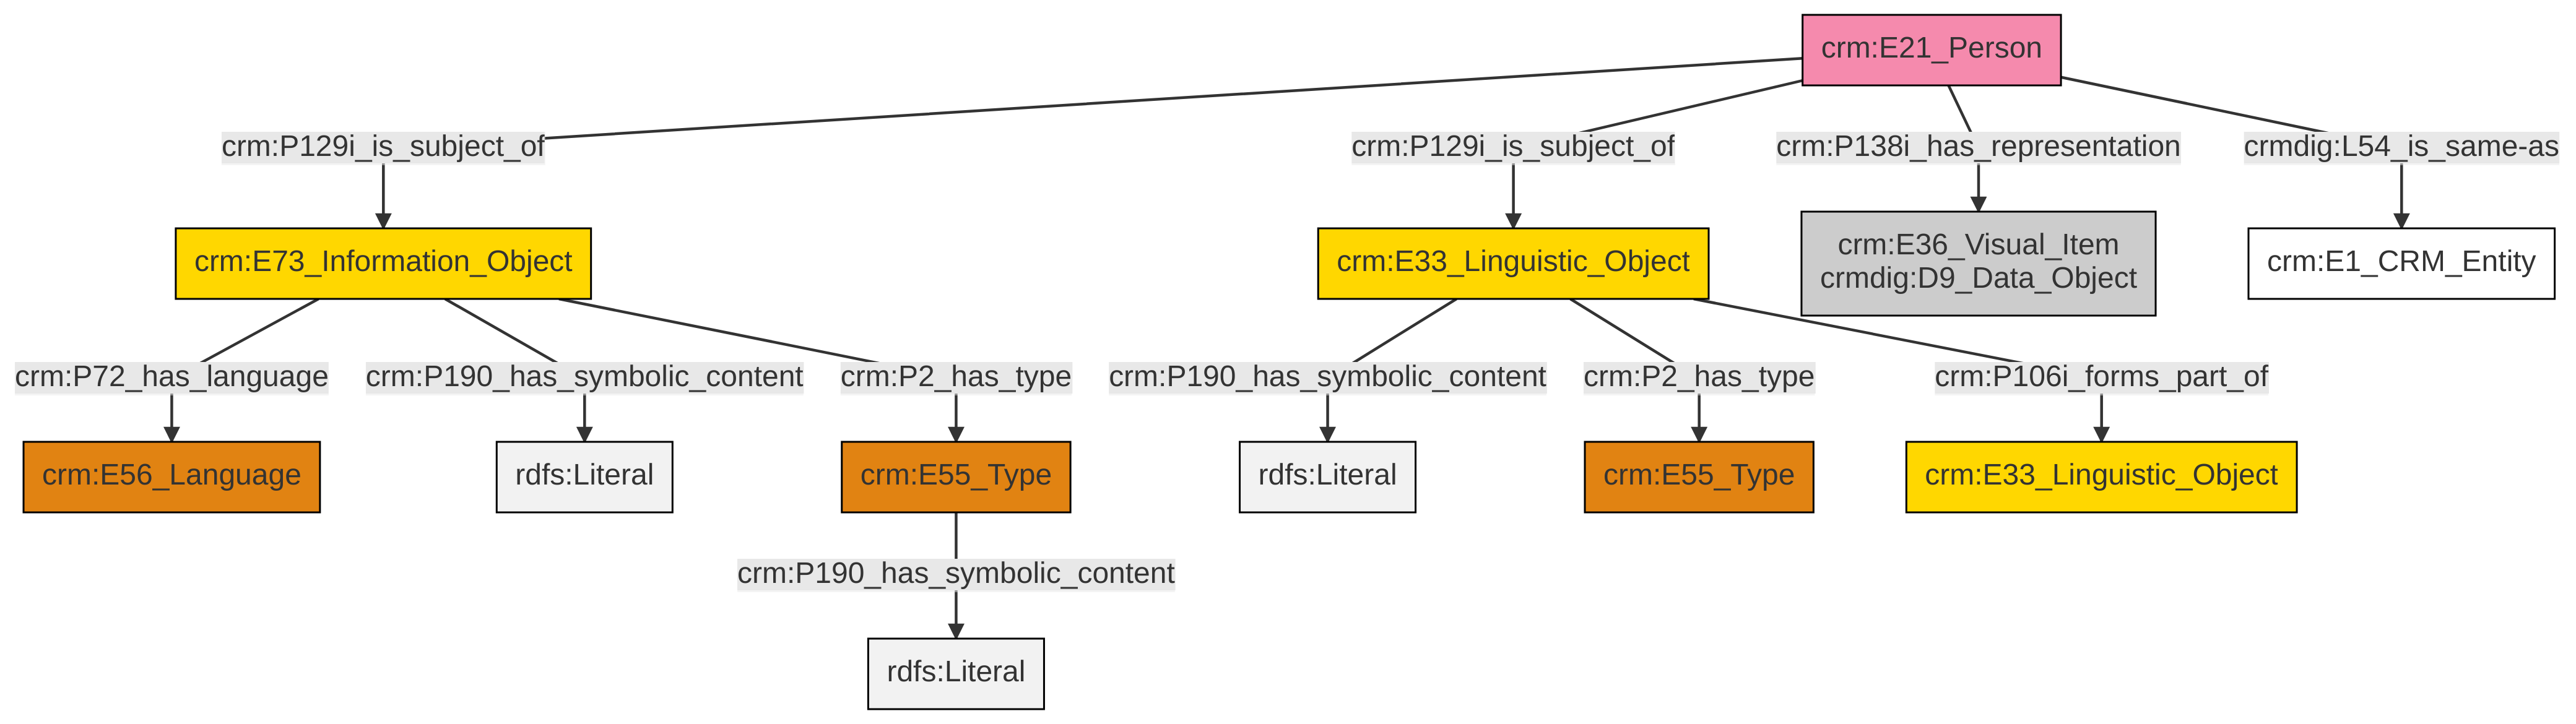 crm:E21_Person
crm:P129i_is_subject_of
crm:P129i_is_subject_of
crm:P138i_has_representation
crmdig:L54_is_same-as
crm:E73_Information_Object
crm:E33_Linguistic_Object
crm:E36_Visual_Item
crmdig:D9_Data_Object
crm:E1_CRM_Entity
crm:P72_has_language
crm:P190_has_symbolic_content
crm:P2_has_type
crm:P190_has_symbolic_content
crm:P2_has_type
crm:P106i_forms_part_of
crm:E56_Language
rdfs:Literal
crm:E55_Type
rdfs:Literal
crm:E55_Type
crm:E33_Linguistic_Object
crm:P190_has_symbolic_content
rdfs:Literal